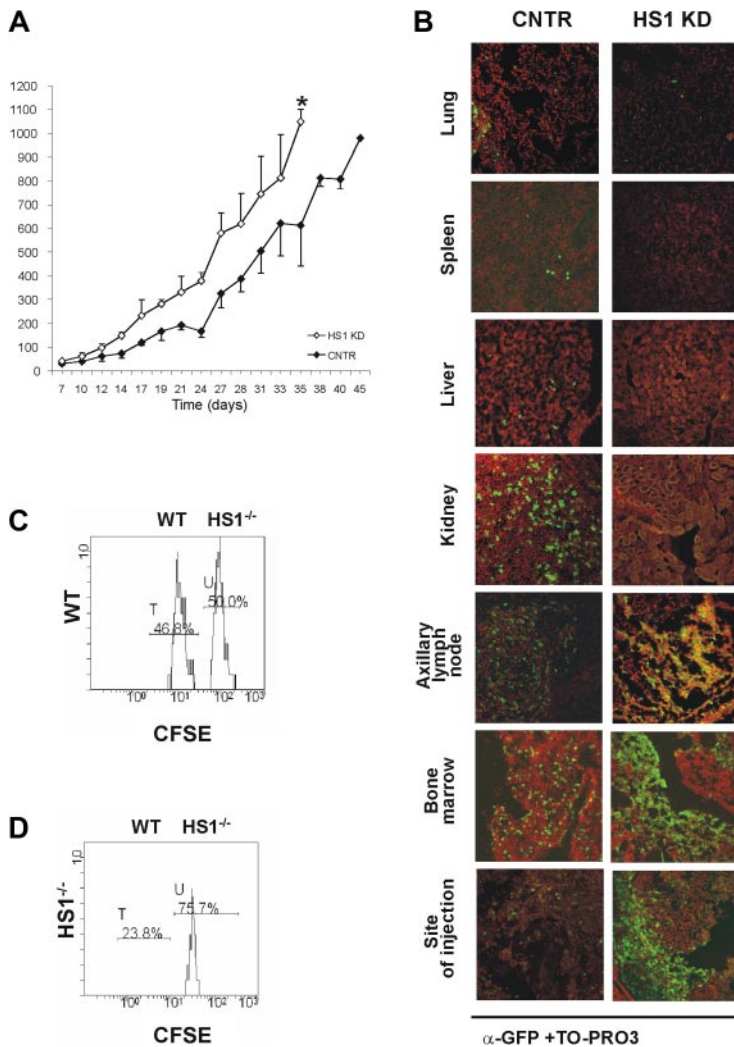 A
1200
1100
1000
900
800
700
600
500
400
300
200
100
0
*
HS1 KD
CNTR
7 10 12 14 17 19 21 24 27 28 31 33 35 38 40 45
Time (days)
B
CNTR HS1 KD
Lung
Spleen
Liver
Kidney
Axillary
lymph
node
Bone
marrow
Site
of injection
α-GFP +TO-PRO3
C
WT HS1-/-
WT
10
T
46.8%
U
50.0%
10⁰ 10¹ 10² 10³
CFSE
D
WT HS1-/-
HS1-/-
10
T
23.8%
U
75.7%
10⁰ 10¹ 10² 10³
CFSE